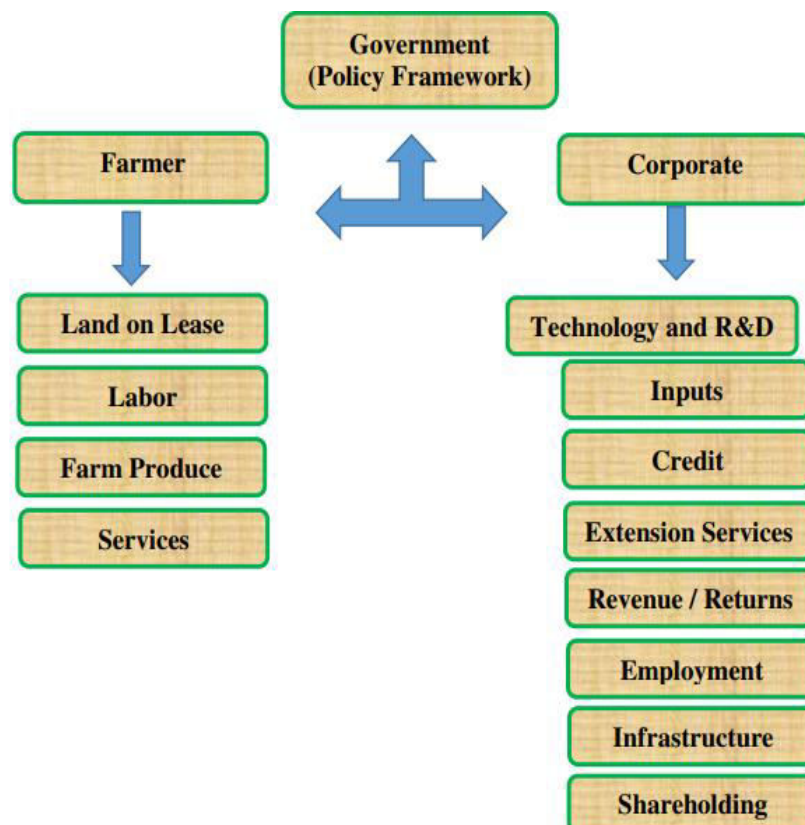 Government
(Policy Framework)
Farmer
Corporate
Land on Lease
Labor
Farm Produce
Services
Technology and R&D
Inputs
Credit
Extension Services
Revenue / Returns
Employment
Infrastructure
Shareholding